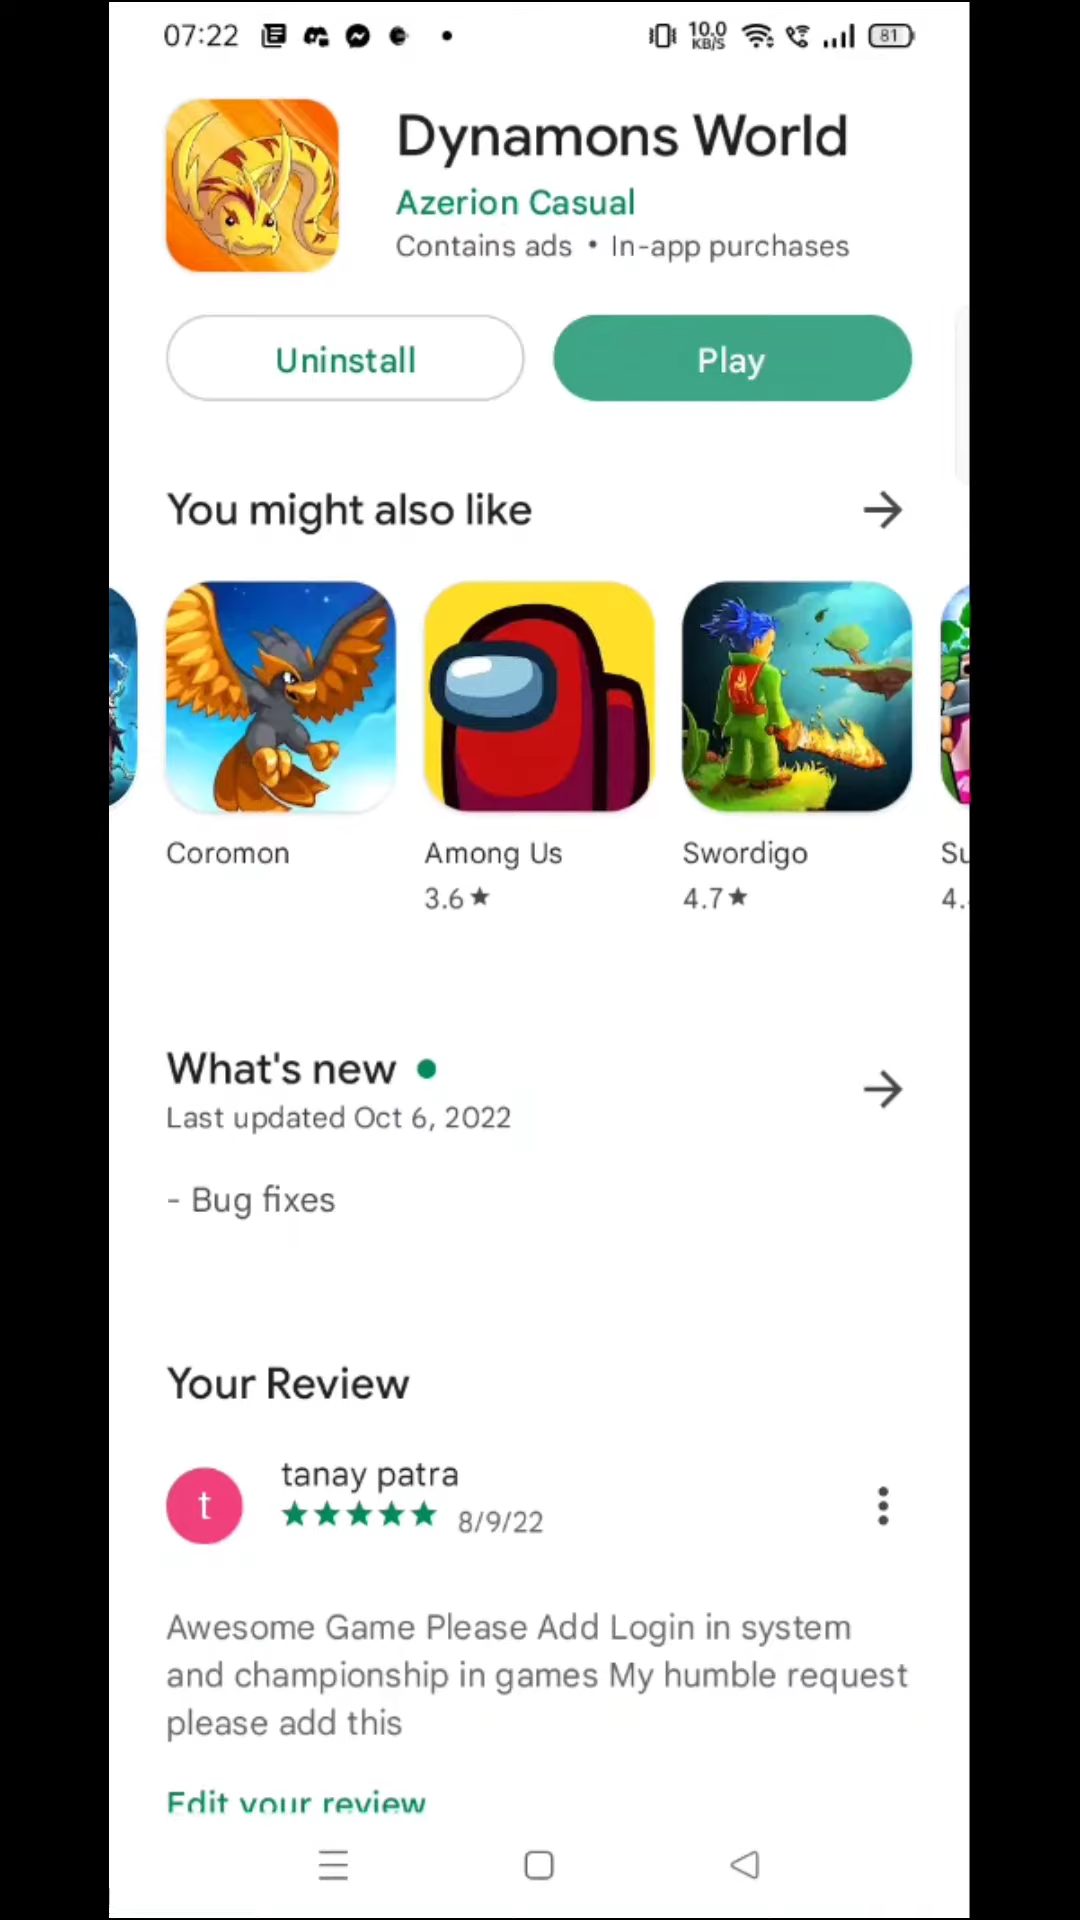 07:22 10.0 KB/S 81
Dynamons World
Azerion Casual
Contains ads • In-app purchases
Uninstall Play
You might also like
Coromon Among Us Swordigo Su
3.6★ 4.7★ 4.
What's new
Last updated Oct 6, 2022
- Bug fixes
Your Review
t tanay patra
★★★★★ 8/9/22
Awesome Game Please Add Login in system
and championship in games My humble request
please add this
Edit your review